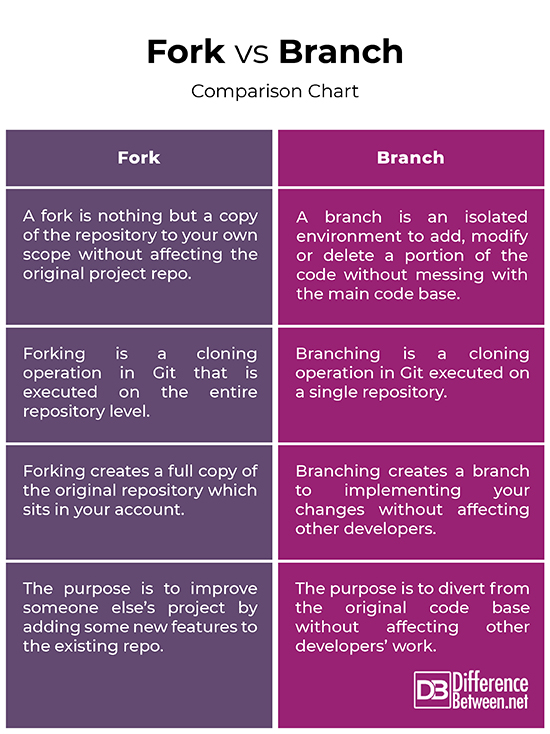 Fork vs Branch
Comparison Chart
Fork
Branch
A fork is nothing but a copy
of the repository to your own
scope without affecting the
original project repo.
A branch is an isolated
environment to add, modify
or delete a portion of the
code without messing with
the main code base.
Forking is a cloning
operation in Git that is
executed on the entire
repository level.
Branching is a cloning
operation in Git executed on
a single repository.
Forking creates a full copy of
the original repository which
sits in your account.
Branching creates a branch
to implementing your
changes without affecting
other developers.
The purpose is to improve
someone else’s project by
adding some new features to
the existing repo.
The purpose is to divert from
the original code base
without affecting other
developers’ work.
DB Difference
Between.net